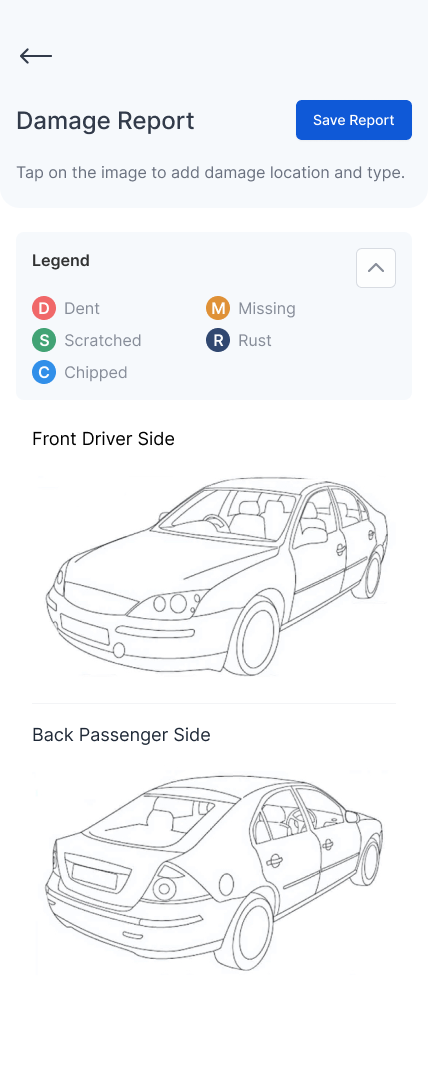 Damage Report
Save Report
Tap on the image to add damage location and type.
Legend
D Dent
M Missing
S Scratched
R Rust
C Chipped
Front Driver Side
Back Passenger Side